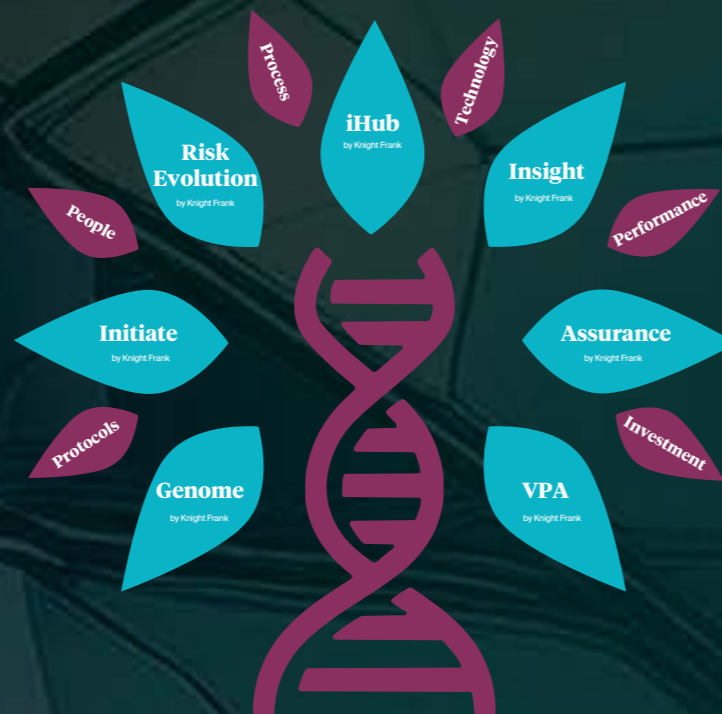 Process
Technology
iHub
by Knight Frank
Risk
Evolution
by Knight Frank
Insight
by Knight Frank
People
Performance
Initiate
by Knight Frank
Assurance
by Knight Frank
Protocols
Investment
Genome
by Knight Frank
VPA
by Knight Frank